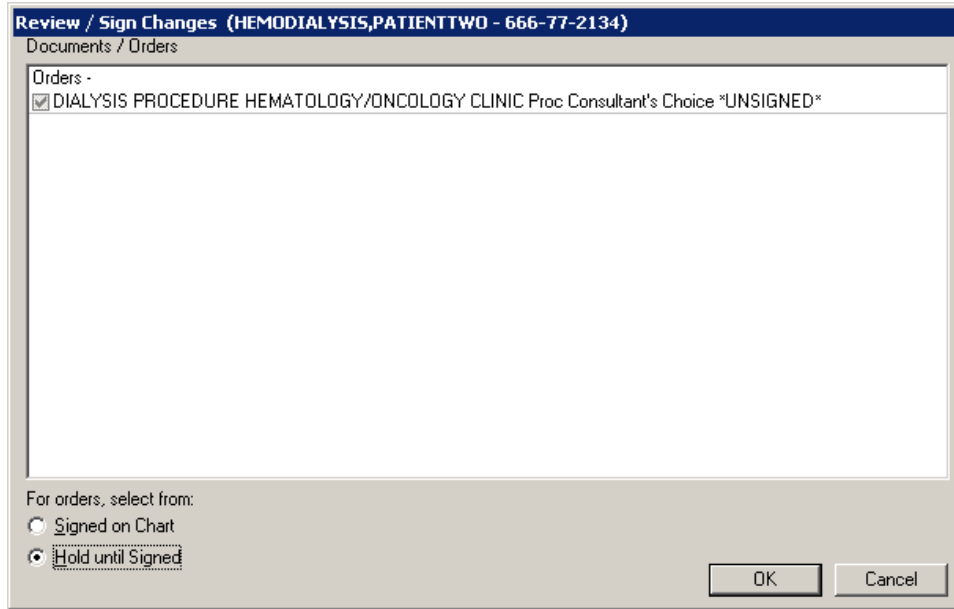 Review / Sign Changes (HEMODIALYSIS,PATIENTTWO - 666-77-2134)
Documents / Orders
Orders -
DIALYSIS PROCEDURE HEMATOLOGY/ONCOLOGY CLINIC Proc Consultant's Choice *UNSIGNED*
For orders, select from:
Signed on Chart
Hold until Signed
OK Cancel